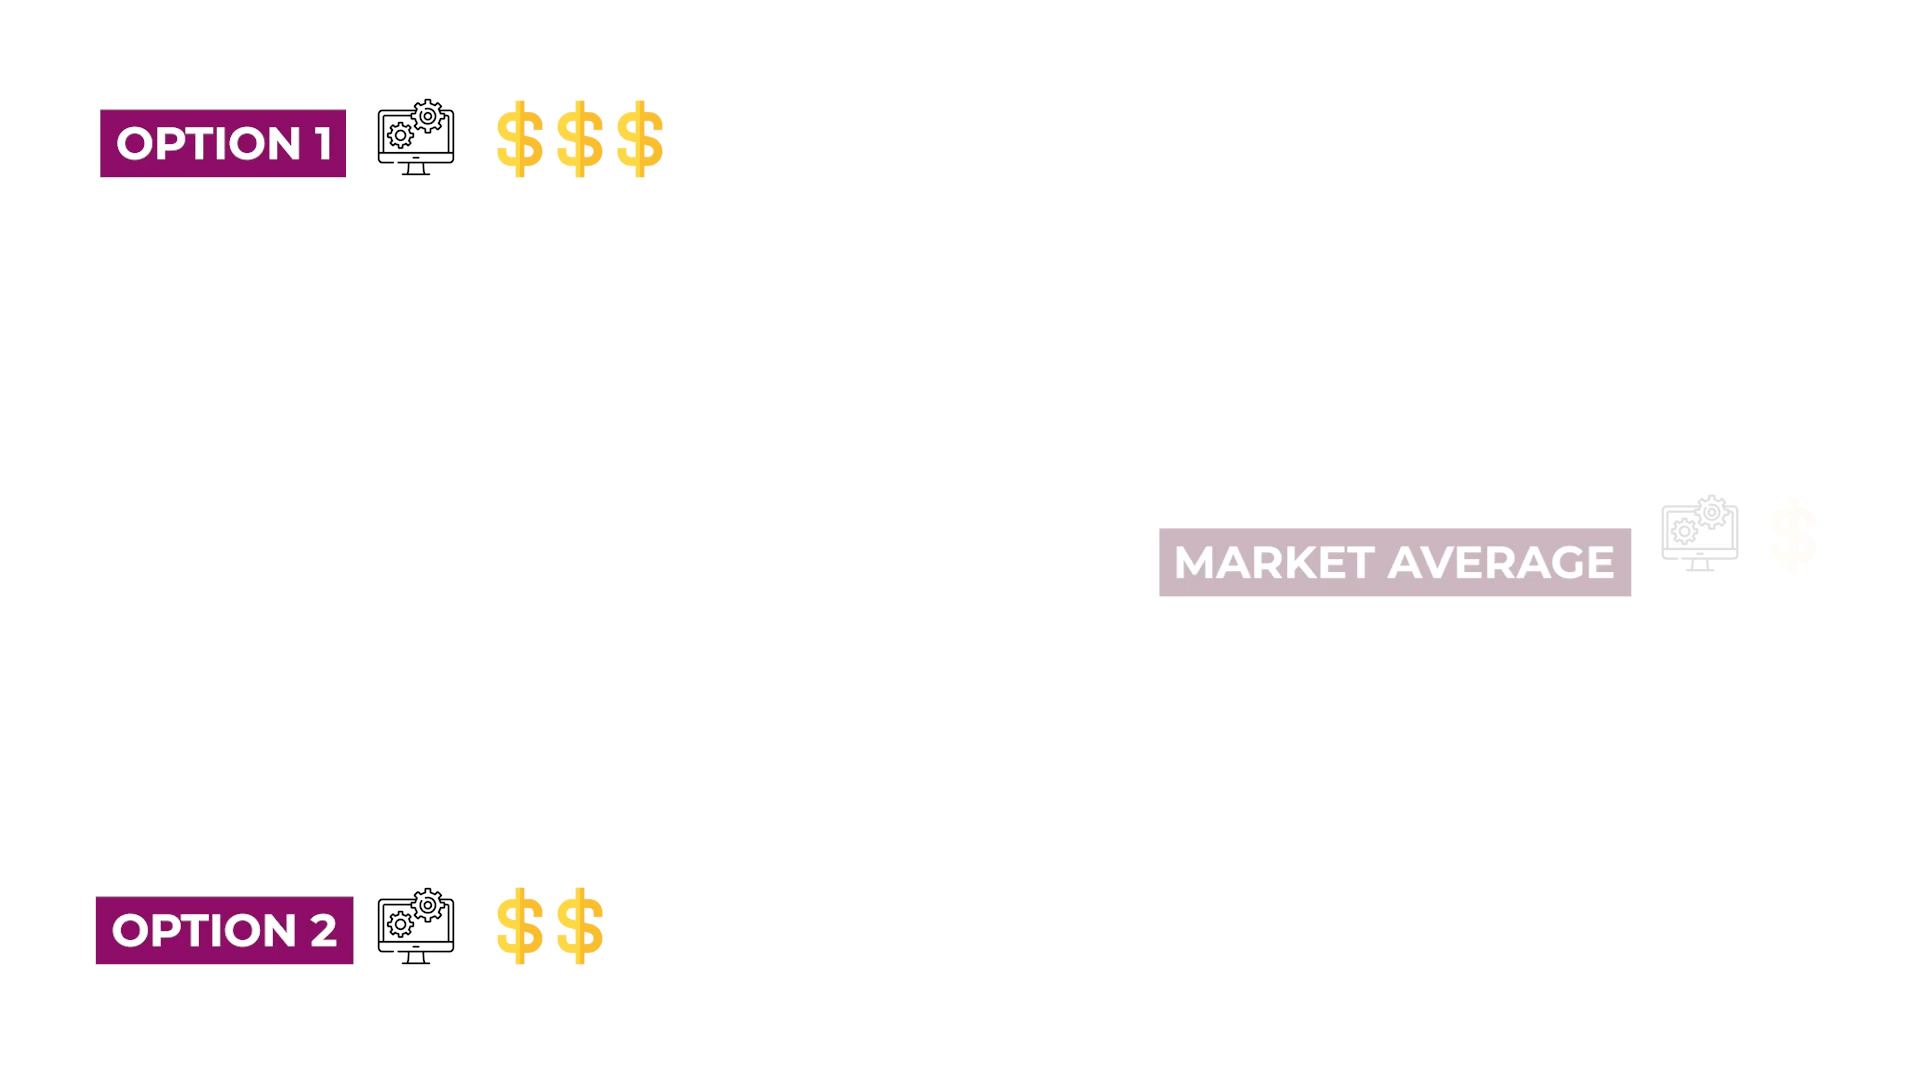 OPTION 1 $$$
MARKET AVERAGE $
OPTION 2 $$